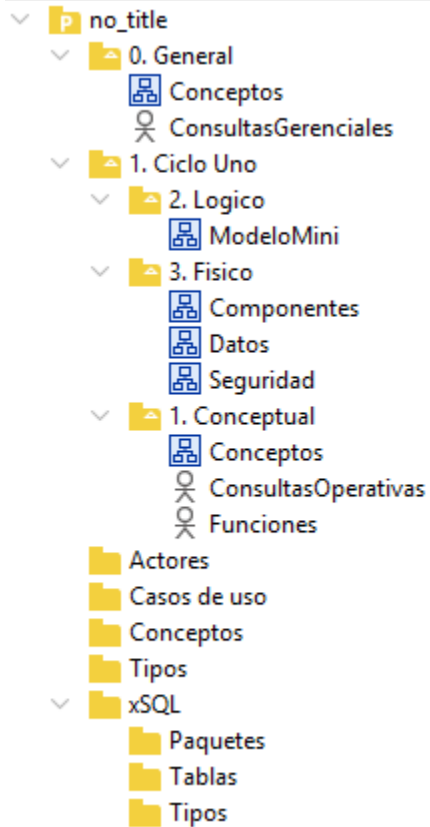 no_title
0. General
Conceptos
ConsultasGerenciales
1. Ciclo Uno
2. Logico
ModeloMini
3. Fisico
Componentes
Datos
Seguridad
1. Conceptual
Conceptos
ConsultasOperativas
Funciones
Actores
Casos de uso
Conceptos
Tipos
xSQL
Paquetes
Tablas
Tipos